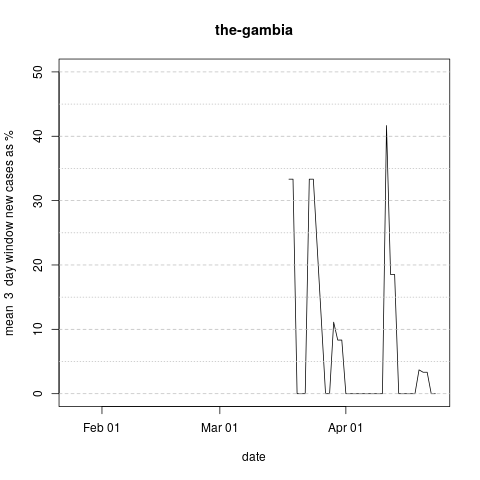 the-gambia
mean 3 day window new cases as %
50
40
30
20
10
0
Feb 01
Mar 01
Apr 01
date